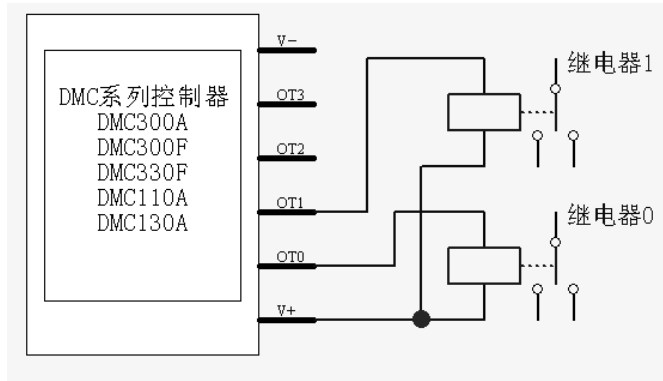 V-
继电器1
DMC系列控制器
OT3
DMC300A
DMC300F
OT2
DMC330F
DMC110A
OT1
DMC130A
继电器0
OT0
V+